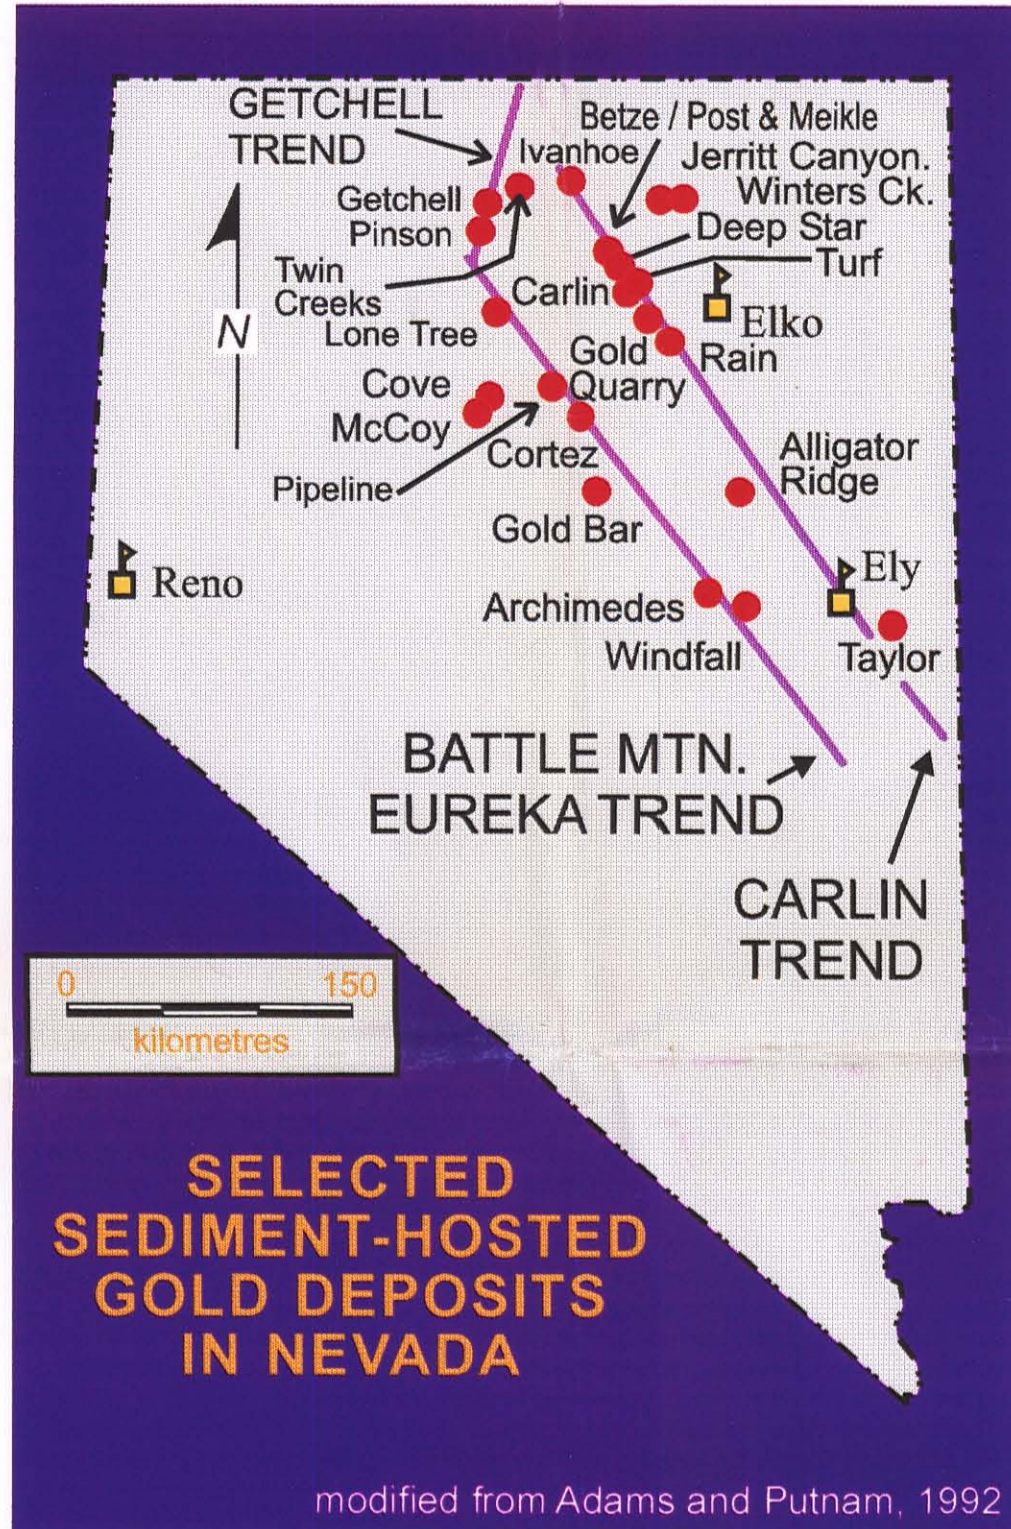 GETCHELL
TREND
Betze / Post & Meikle
Ivanhoe
Jerritt Canyon.
Winters Ck.
Getchell
Pinson
Deep Star
Turf
Twin
Creeks
Carlin
Elko
Lone Tree
N
Gold
Quarry
Rain
Cove
McCoy
Cortez
Alligator
Ridge
Pipeline
Gold Bar
Reno
Ely
Archimedes
Windfall
Taylor
BATTLE MTN.
EUREKA TREND
CARLIN
TREND
0 150
kilometres
SELECTED
SEDIMENT-HOSTED
GOLD DEPOSITS
IN NEVADA
modified from Adams and Putnam, 1992